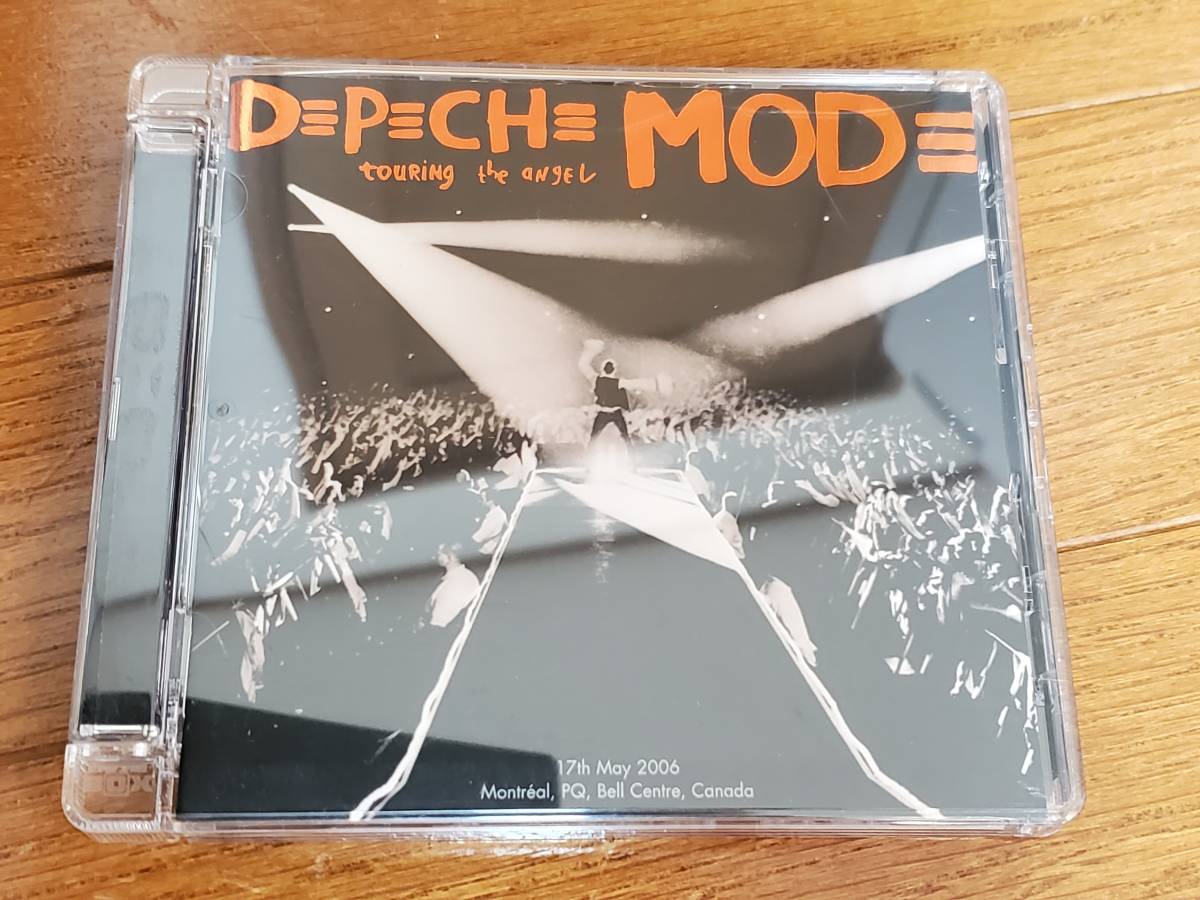 DEPECHE MODE
touring the angel
17th May 2006
Montréal, PQ, Bell Centre, Canada